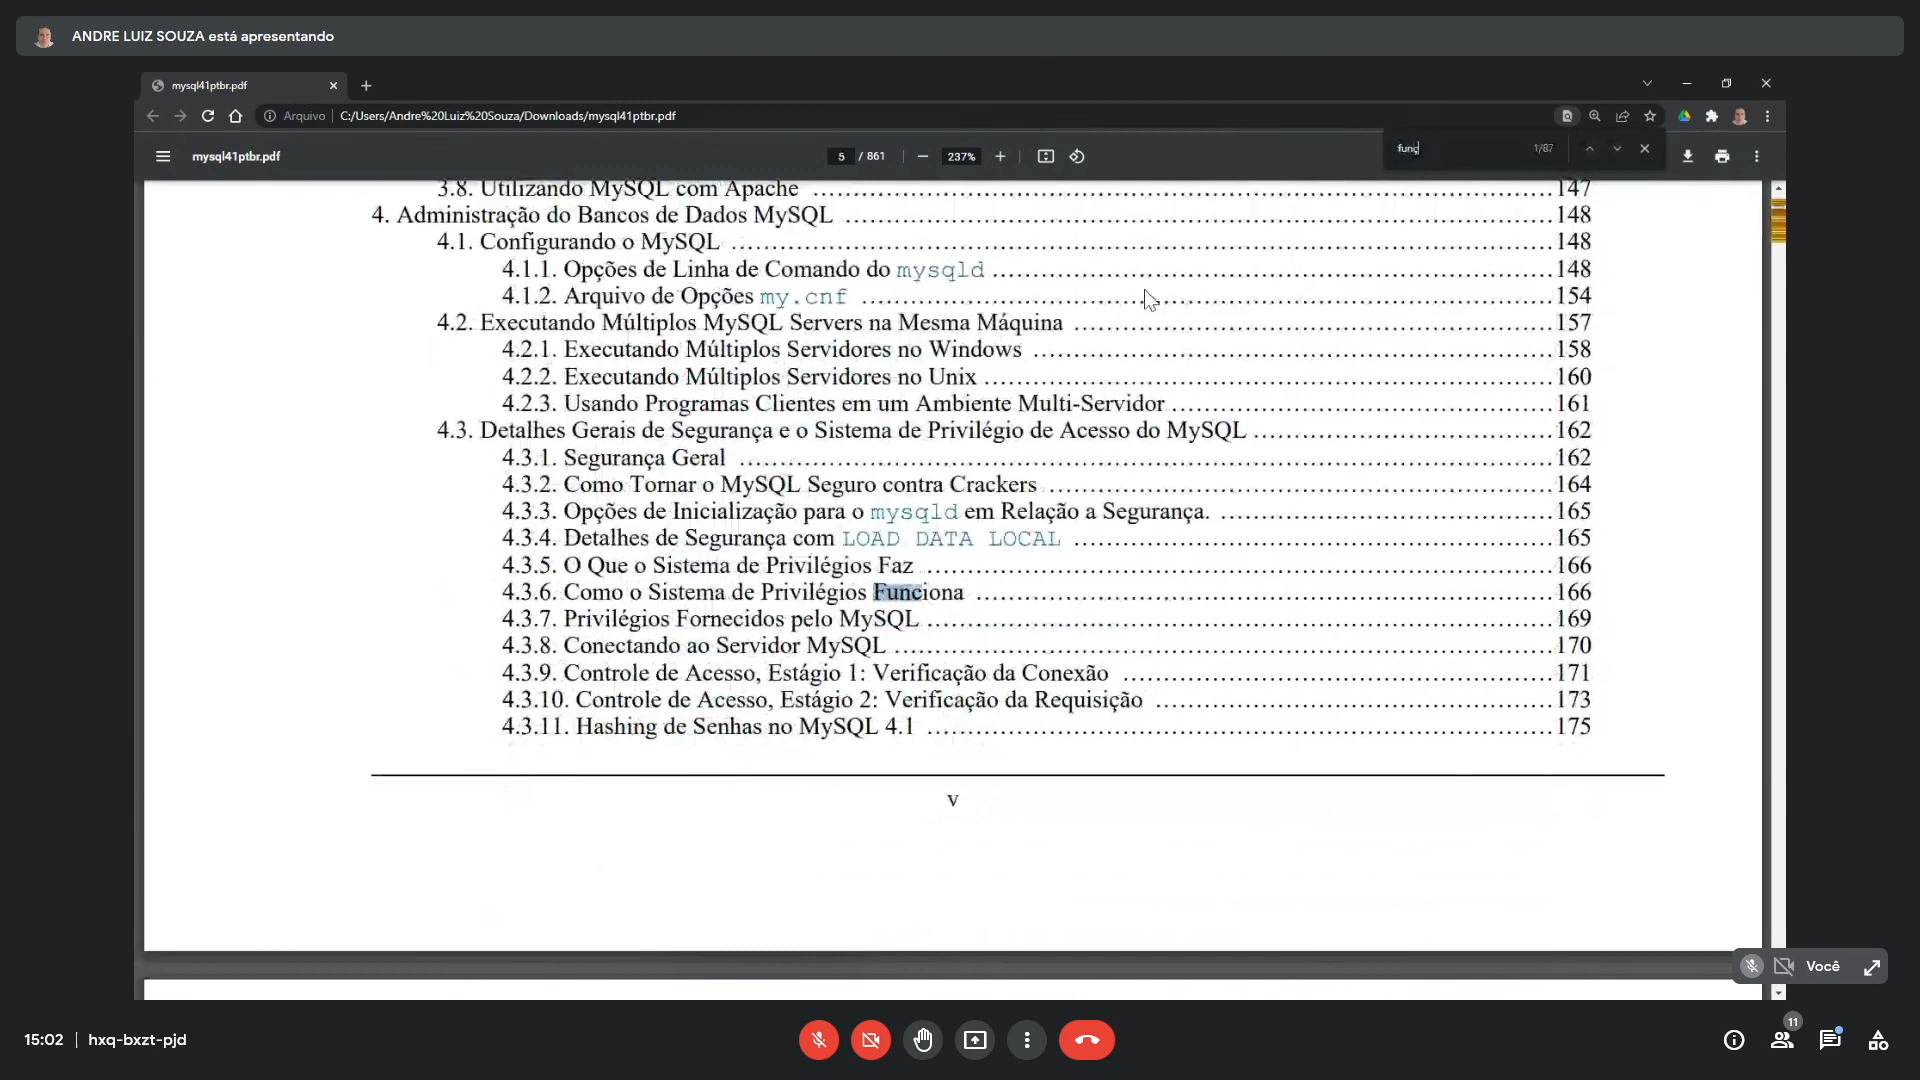 ANDRE LUIZ SOUZA está apresentando
mysql41ptbr.pdf
Arquivo C:/Users/Andre%20Luiz%20Souza/Downloads/mysql41ptbr.pdf
mysql41ptbr.pdf 5 / 861 237%
funç 1/87
3.8. Utilizando MySQL com Apache ........ 147
4. Administração do Bancos de Dados MySQL ........ 148
4.1. Configurando o MySQL ........ 148
4.1.1. Opções de Linha de Comando do mysqld ........ 148
4.1.2. Arquivo de Opções my.cnf ........ 154
4.2. Executando Múltiplos MySQL Servers na Mesma Máquina ........ 157
4.2.1. Executando Múltiplos Servidores no Windows ........ 158
4.2.2. Executando Múltiplos Servidores no Unix ........ 160
4.2.3. Usando Programas Clientes em um Ambiente Multi-Servidor ........ 161
4.3. Detalhes Gerais de Segurança e o Sistema de Privilégio de Acesso do MySQL ........ 162
4.3.1. Segurança Geral ........ 162
4.3.2. Como Tornar o MySQL Seguro contra Crackers ........ 164
4.3.3. Opções de Inicialização para o mysqld em Relação a Segurança. ........ 165
4.3.4. Detalhes de Segurança com LOAD DATA LOCAL ........ 165
4.3.5. O Que o Sistema de Privilégios Faz ........ 166
4.3.6. Como o Sistema de Privilégios Funciona ........ 166
4.3.7. Privilégios Fornecidos pelo MySQL ........ 169
4.3.8. Conectando ao Servidor MySQL ........ 170
4.3.9. Controle de Acesso, Estágio 1: Verificação da Conexão ........ 171
4.3.10. Controle de Acesso, Estágio 2: Verificação da Requisição ........ 173
4.3.11. Hashing de Senhas no MySQL 4.1 ........ 175
v
Você
15:02 | hxq-bxzt-pjd
11